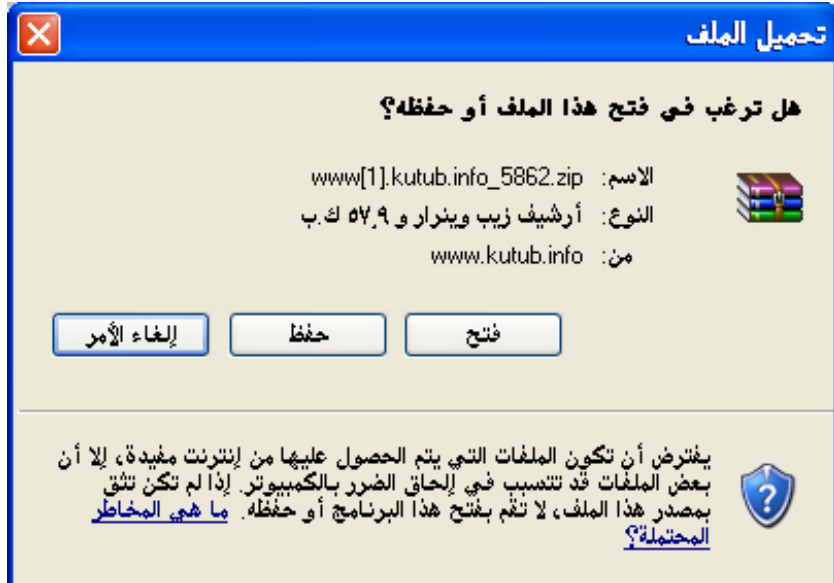 تحميل الملف
هل ترغب في فتح هذا الملف أو حفظه؟
الاسم: www[1].kutub.info_5862.zip
النوع: أرشيف زيب وينرار و ٥٧,٩ ك.ب
من: www.kutub.info
فتح حفظ إلغاء الأمر
يفترض أن تكون الملفات التي يتم الحصول عليها من إنترنت مفيدة، إلا أن
بعض الملفات قد تتسبب في إلحاق الضرر بالكمبيوتر. إذا لم تكن تثق
بمصدر هذا الملف، لا تقم بفتح هذا البرنامج أو حفظه. ما هي المخاطر
المحتملة؟